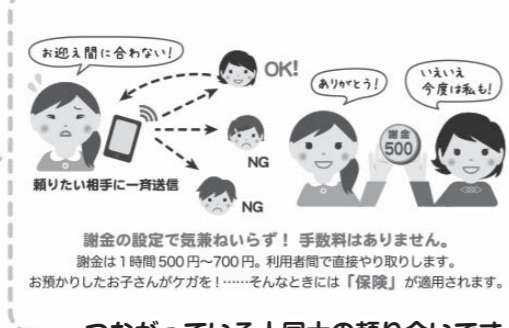 お迎え間に合わない!
OK!
NG
NG
頼りたい相手に一斉送信
ありがとう!
いえいえ
今度は私も!
謝金
500
謝金の設定で気兼ねいらず! 手数料はありません。
謝金は1時間500円〜700円。利用者間で直接やり取りします。
お預かりしたお子さんがケガを!……そんなときには「保険」が適用されます。
つながっている人同士の頼り合いです